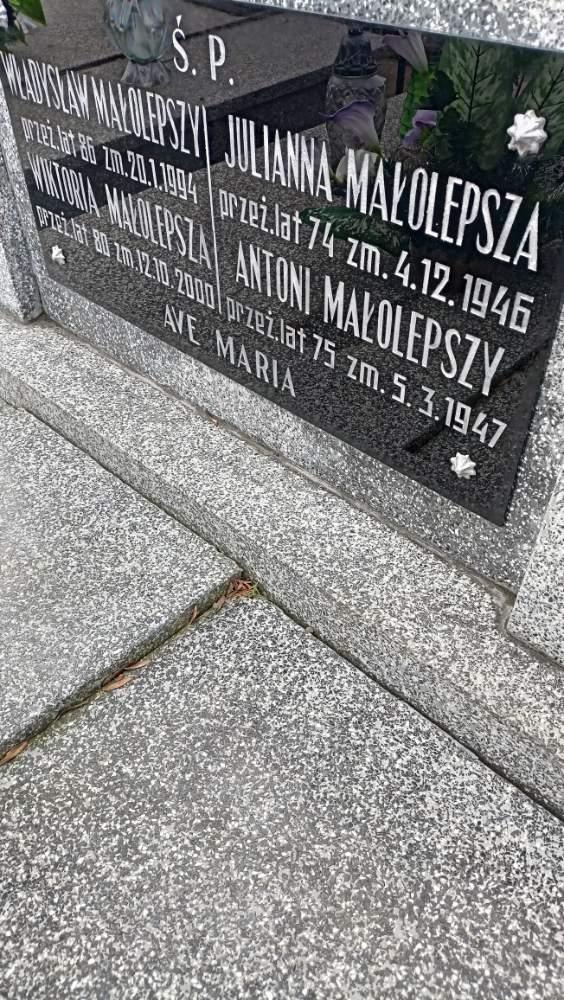 Ś. P.
WŁADYSŁAW MAŁOLEPSZY
przeż.lat 86 zm. 20.1.1994
WIKTORIA MAŁOLEPSZA
przeż.lat 80 zm.12.10.2000
JULIANNA MAŁOLEPSZA
przeż.lat 74 zm. 4.12.1946
ANTONI MAŁOLEPSZY
przeż.lat 75 zm. 5.3.1947
AVE MARIA